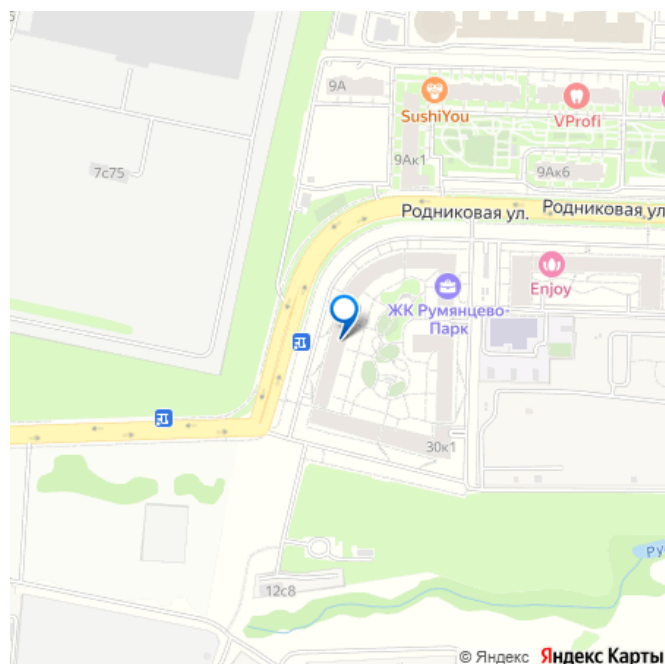 9А
SushiYou
VProfi
7с75
9Ак1
9Ак6
Родниковая ул.
Родниковая ул
Enjoy
ЖК Румянцево-
Парк
30к1
РУ
12с8
© Яндекс Яндекс Карты